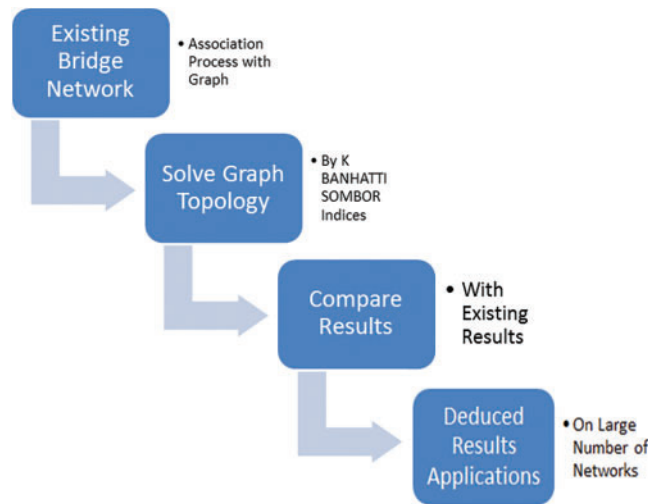 Existing
Bridge
Network
• Association
Process with
Graph
Solve Graph
Topology
• By K
BANHATTI
SOMBOR
Indices
Compare
Results
• With
Existing
Results
Deduced
Results
Applications
• On Large
Number of
Networks